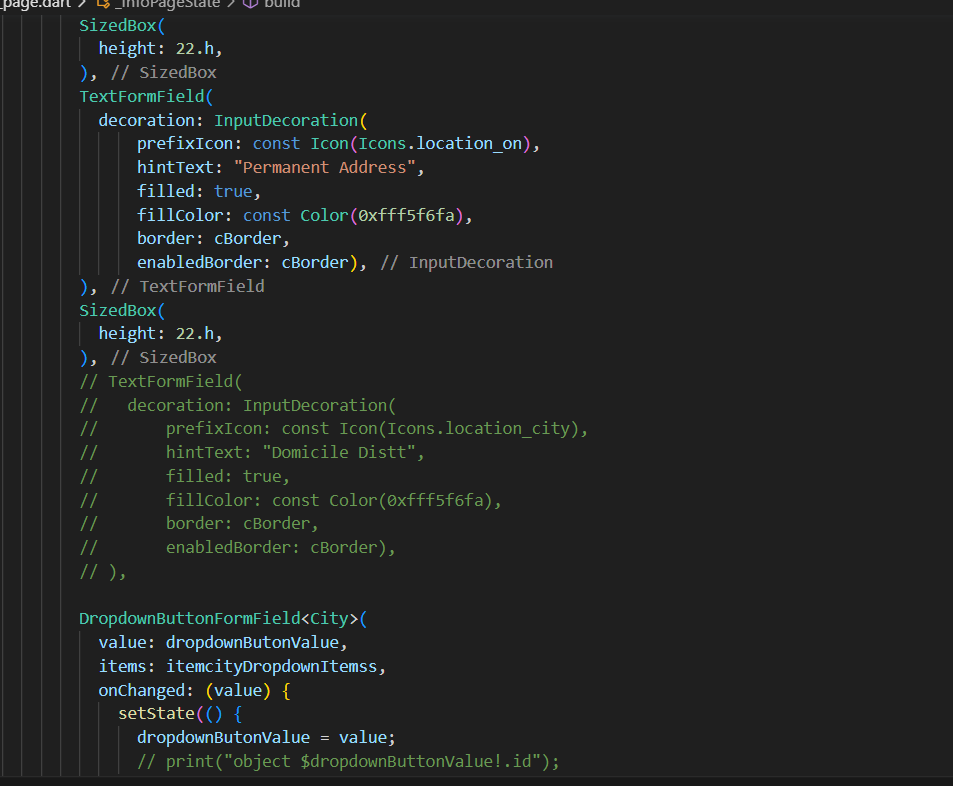 _page.dart > _InfoPageState > build
SizedBox(
  height: 22.h,
), // SizedBox
TextFormField(
  decoration: InputDecoration(
      prefixIcon: const Icon(Icons.location_on),
      hintText: "Permanent Address",
      filled: true,
      fillColor: const Color(0xfff5f6fa),
      border: cBorder,
      enabledBorder: cBorder), // InputDecoration
), // TextFormField
SizedBox(
  height: 22.h,
), // SizedBox
// TextFormField(
//   decoration: InputDecoration(
//       prefixIcon: const Icon(Icons.location_city),
//       hintText: "Domicile Distt",
//       filled: true,
//       fillColor: const Color(0xfff5f6fa),
//       border: cBorder,
//       enabledBorder: cBorder),
// ),
DropdownButtonFormField<City>(
  value: dropdownButonValue,
  items: itemcityDropdownItemss,
  onChanged: (value) {
    setState(() {
      dropdownButonValue = value;
      // print("object $dropdownButtonValue!.id");